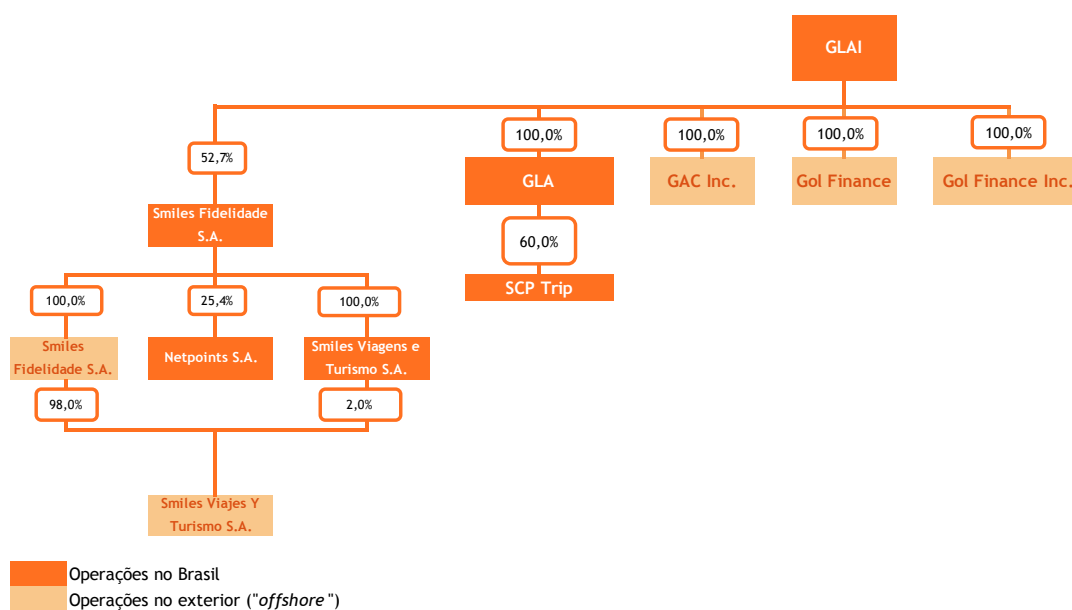 GLAI
52,7%
100,0%
100,0%
100,0%
100,0%
GLA
GAC Inc.
Gol Finance
Gol Finance Inc.
Smiles Fidelidade
S.A.
60,0%
SCP Trip
100,0%
25,4%
100,0%
Smiles
Fidelidade S.A.
Netpoints S.A.
Smiles Viagens e
Turismo S.A.
98,0%
2,0%
Smiles Viajes Y
Turismo S.A.
Operações no Brasil
Operações no exterior ("offshore")